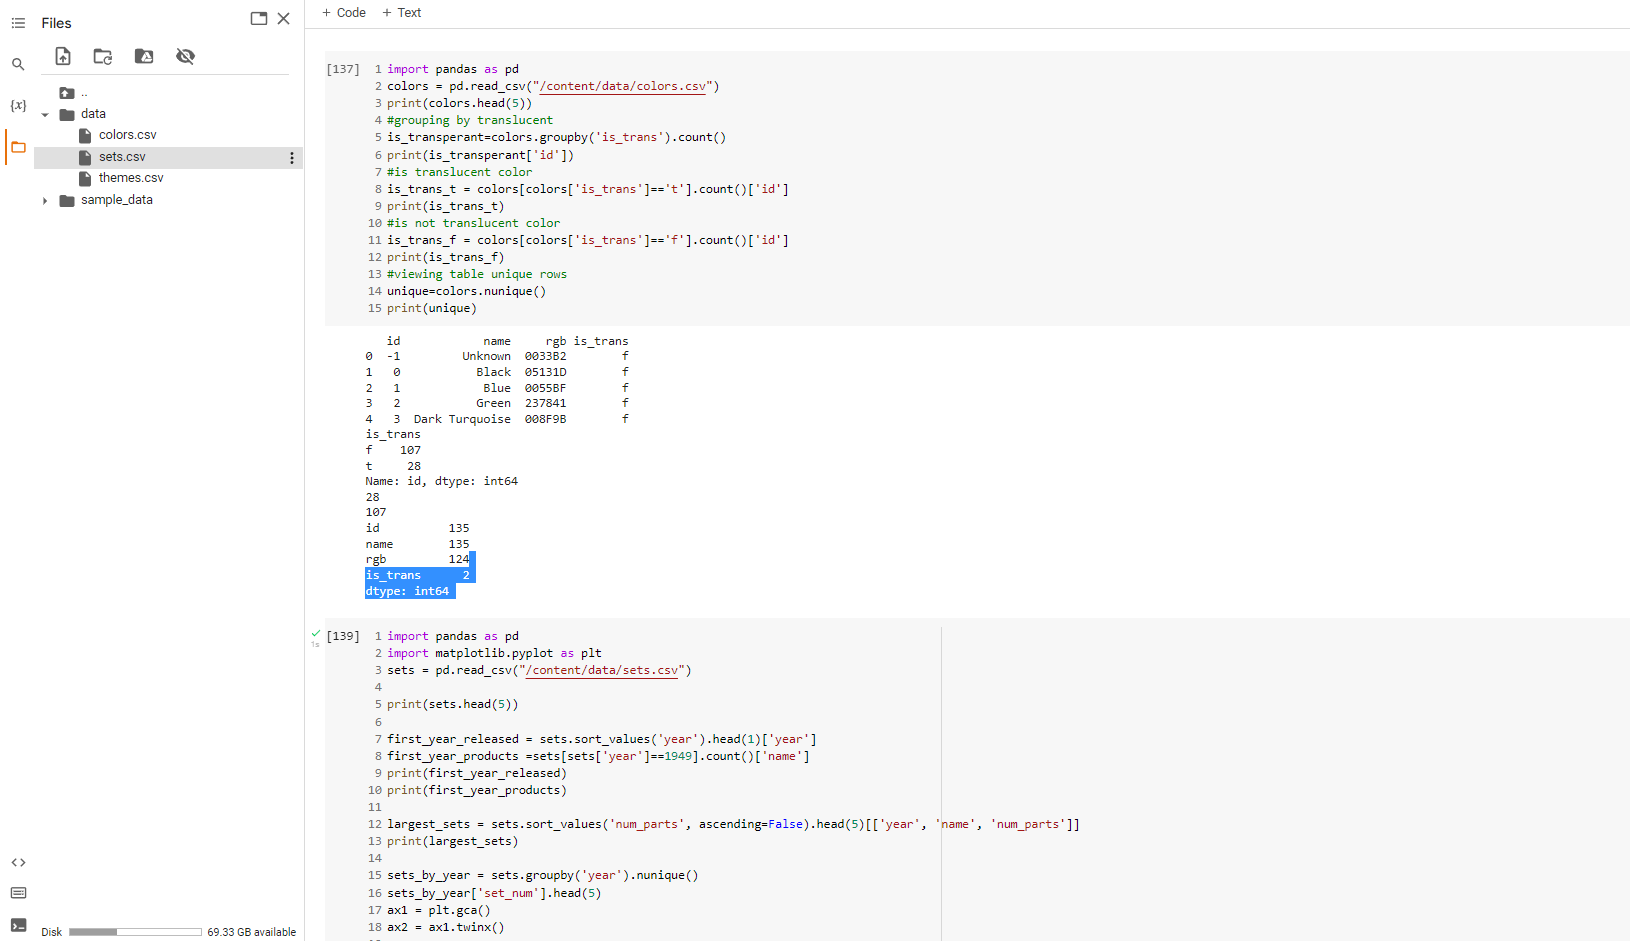 Files
..
data
colors.csv
sets.csv
themes.csv
sample_data
Disk 69.33 GB available
{x}
+ Code + Text
[137] 1 import pandas as pd
2 colors = pd.read_csv("/content/data/colors.csv")
3 print(colors.head(5))
4 #grouping by translucent
5 is_transperant=colors.groupby('is_trans').count()
6 print(is_transperant['id'])
7 #is translucent color
8 is_trans_t = colors[colors['is_trans']=='t'].count()['id']
9 print(is_trans_t)
10 #is not translucent color
11 is_trans_f = colors[colors['is_trans']=='f'].count()['id']
12 print(is_trans_f)
13 #viewing table unique rows
14 unique=colors.nunique()
15 print(unique)
id name rgb is_trans
0 -1 Unknown 0033B2 f
1 0 Black 05131D f
2 1 Blue 0055BF f
3 2 Green 237841 f
4 3 Dark Turquoise 008F9B f
is_trans
f 107
t 28
Name: id, dtype: int64
28
107
id 135
name 135
rgb 124
is_trans 2
dtype: int64
1s
[139] 1 import pandas as pd
2 import matplotlib.pyplot as plt
3 sets = pd.read_csv("/content/data/sets.csv")
4
5 print(sets.head(5))
6
7 first_year_released = sets.sort_values('year').head(1)['year']
8 first_year_products =sets[sets['year']==1949].count()['name']
9 print(first_year_released)
10 print(first_year_products)
11
12 largest_sets = sets.sort_values('num_parts', ascending=False).head(5)[['year', 'name', 'num_parts']]
13 print(largest_sets)
14
15 sets_by_year = sets.groupby('year').nunique()
16 sets_by_year['set_num'].head(5)
17 ax1 = plt.gca()
18 ax2 = ax1.twinx()